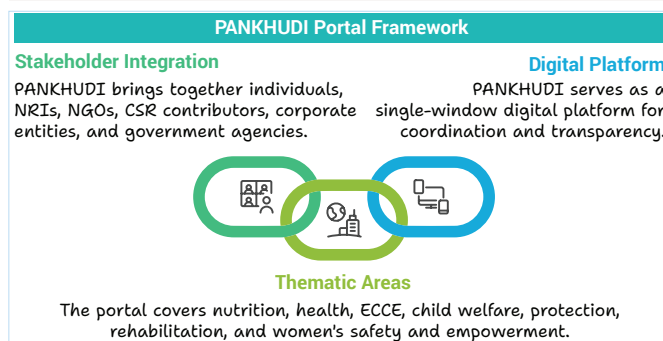 PANKHUDI Portal Framework
Stakeholder Integration
PANKHUDI brings together individuals,
NRIs, NGOs, CSR contributors, corporate
entities, and government agencies.
Digital Platform
PANKHUDI serves as a
single-window digital platform for
coordination and transparency.
Thematic Areas
The portal covers nutrition, health, ECCE, child welfare, protection,
rehabilitation, and women's safety and empowerment.